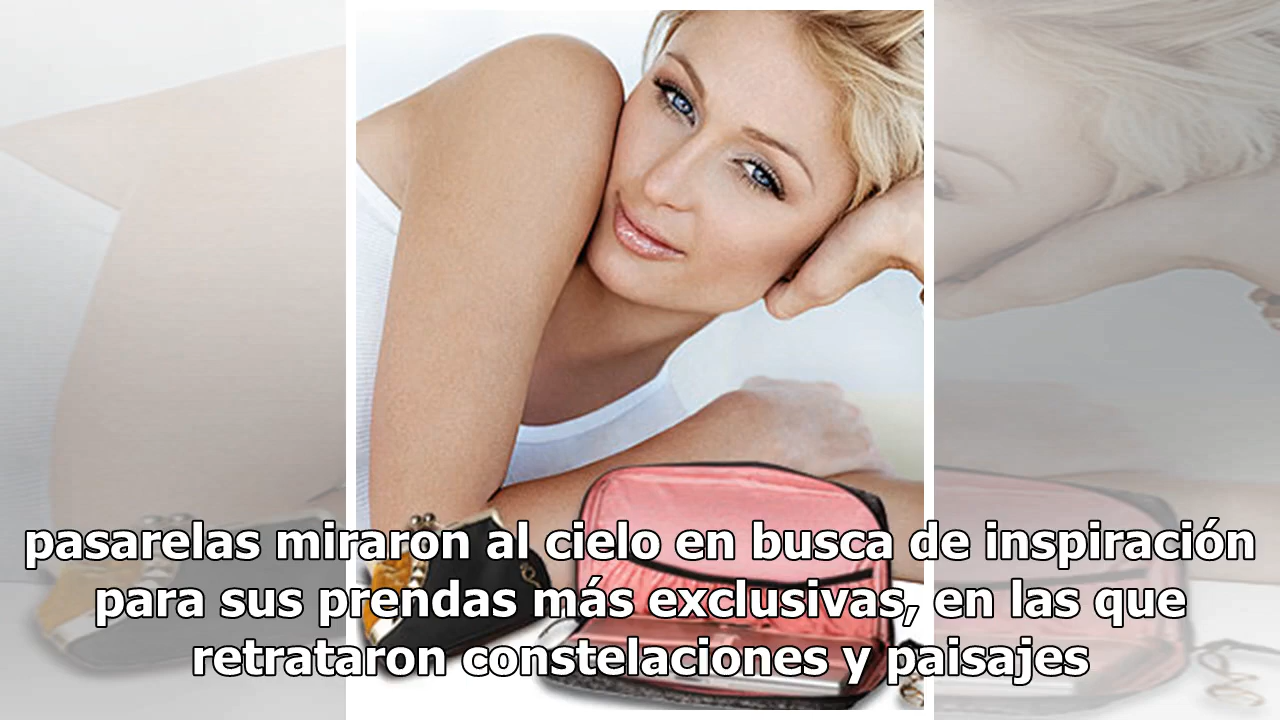 pasarelas miraron al cielo en busca de inspiración
para sus prendas más exclusivas, en las que
retrataron constelaciones y paisajes